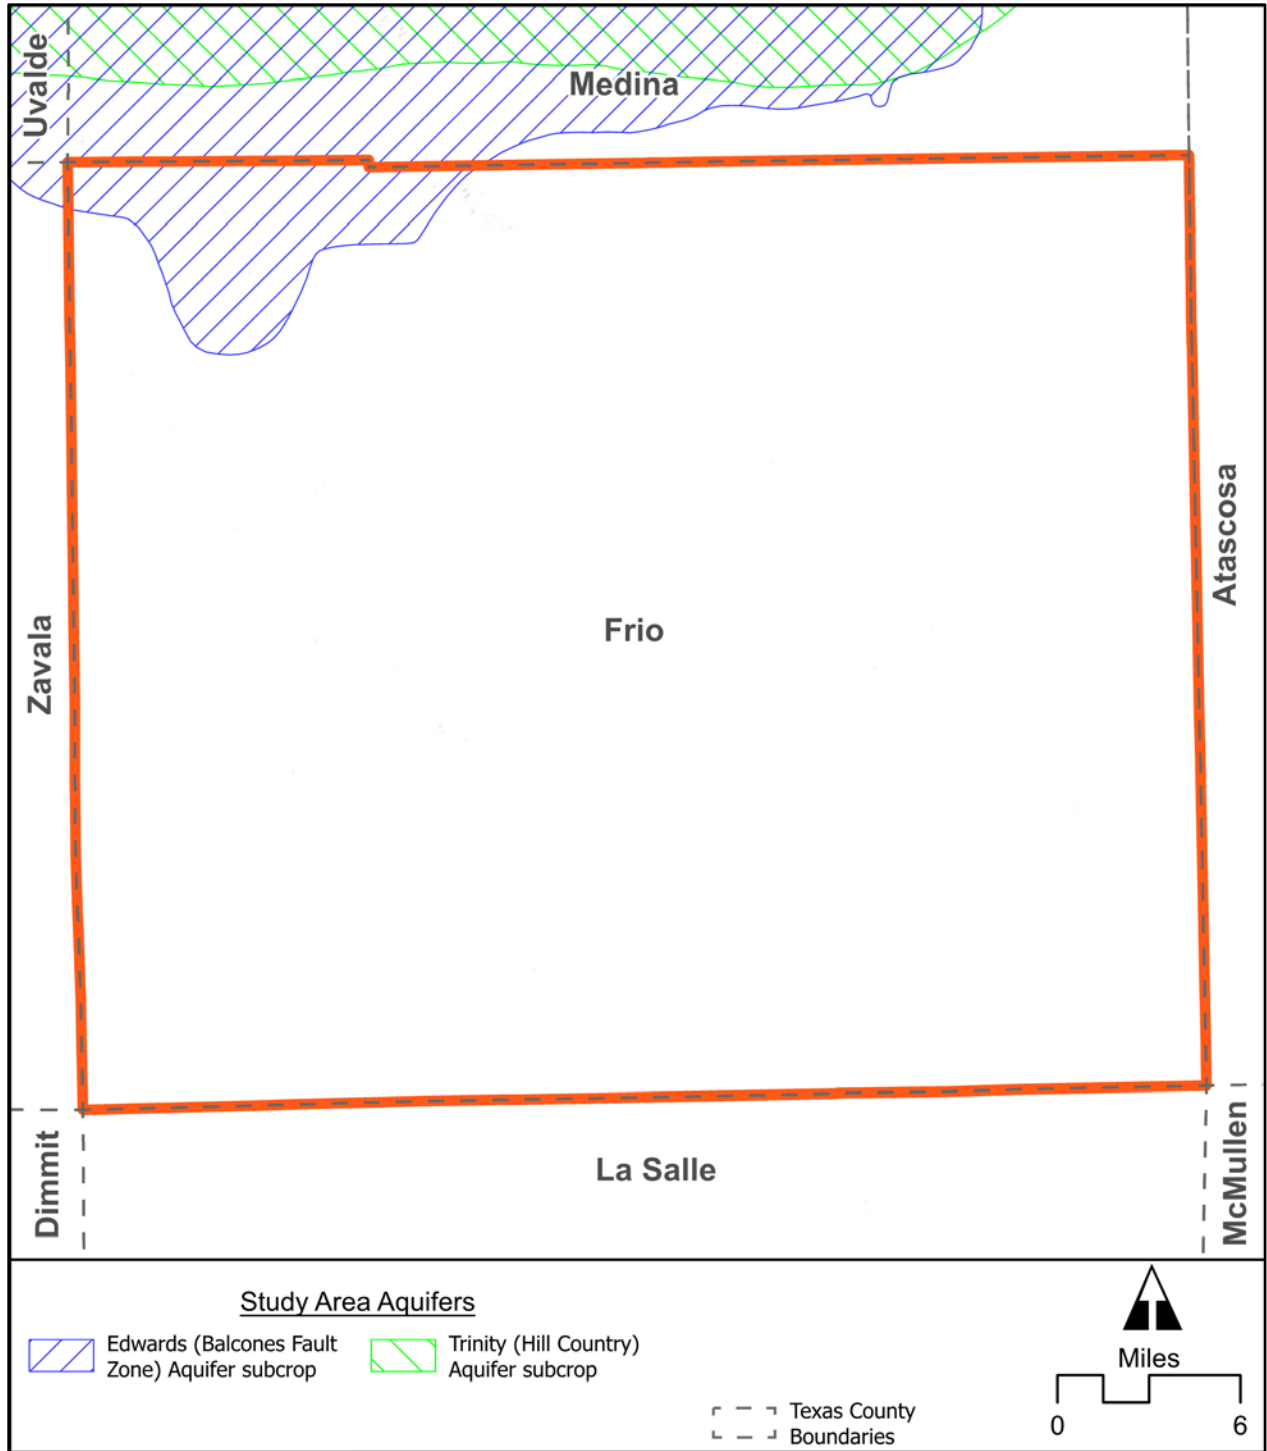 Uvalde
Medina
Zavala
Frio
Atascosa
Dimmit
La Salle
McMullen
Study Area Aquifers
Edwards (Balcones Fault
Zone) Aquifer subcrop
Trinity (Hill Country)
Aquifer subcrop
Texas County
Boundaries
Miles
0 6